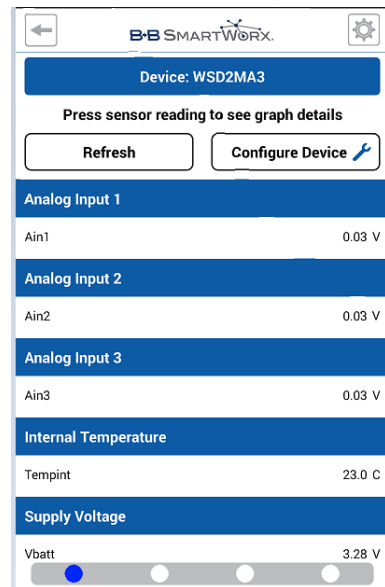 B+B SMARTWORX.
Device: WSD2MA3
Press sensor reading to see graph details
Refresh
Configure Device
Analog Input 1
Ain1 0.03 V
Analog Input 2
Ain2 0.03 V
Analog Input 3
Ain3 0.03 V
Internal Temperature
Tempint 23.0 C
Supply Voltage
Vbatt 3.28 V